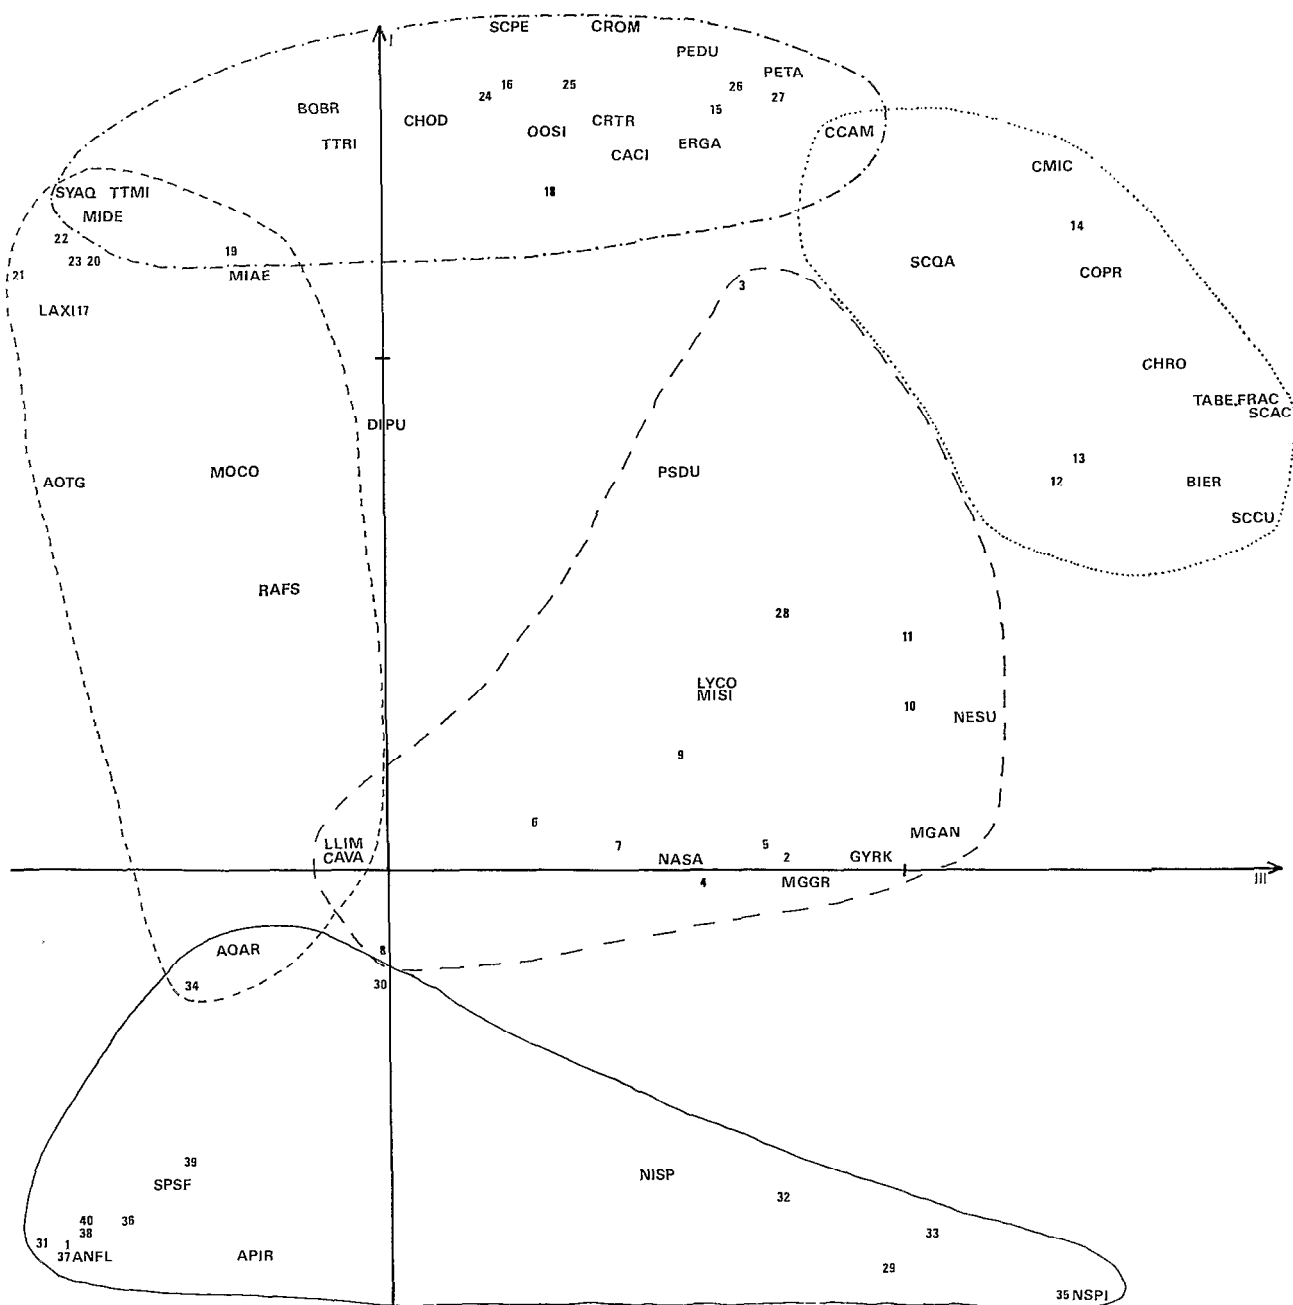 SCPE CROM
I
PEDU
PETA
16 25 26
24 27
BOBR 15
CHOD CRTR
OOSI CCAM
TTRI ERGA
CACI
CMIC
SYAQ TTMI 18
MIDE
14
22
19
23 20 SCQA
21 MIAE COPR
3
LAXI17
CHRO
TABE,FRAC
SCAC
DIPU
13
MOCO PSDU
AOTG 12 BIER
SCCU
RAFS
28
11
LYCO
MISI
10
NESU
9
6
MGAN
LLIM 7 5
CAVA NASA 2 GYRK
4 MGGR III
AOAR 8
34 30
39
NISP
SPSF
32
40 36
38 33
31 1
37ANFL APIR
29
35NSPI